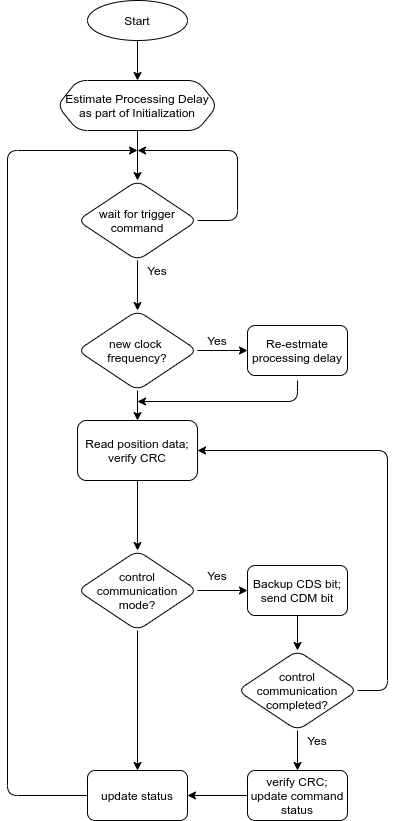 Start
Estimate Processing Delay
as part of Initialization
wait for trigger
command
Yes
new clock
frequency?
Yes
Re-estmate
processing delay
Read position data;
verify CRC
control
communication
mode?
Yes
Backup CDS bit;
send CDM bit
control
communication
completed?
Yes
verify CRC;
update command
status
update status